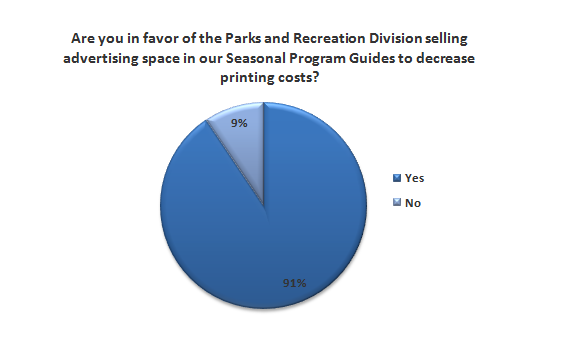 Are you in favor of the Parks and Recreation Division selling
advertising space in our Seasonal Program Guides to decrease
printing costs?
9%
Yes
No
91%